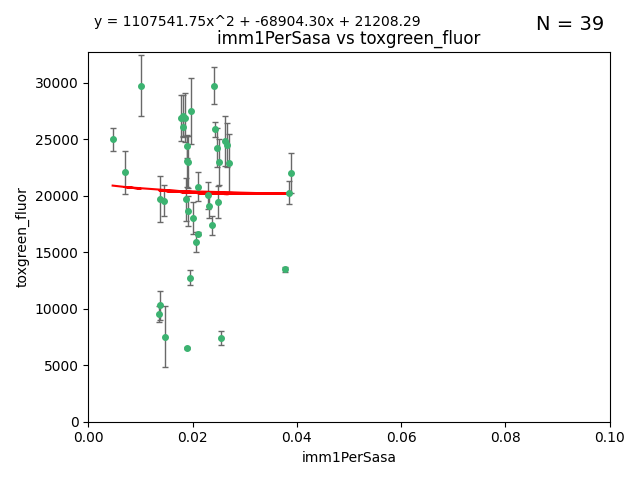 y = 1107541.75x^2 + -68904.30x + 21208.29
N = 39
imm1PerSasa vs toxgreen_fluor
30000
25000
20000
15000
10000
5000
0
toxgreen_fluor
0.00 0.02 0.04 0.06 0.08 0.10
imm1PerSasa